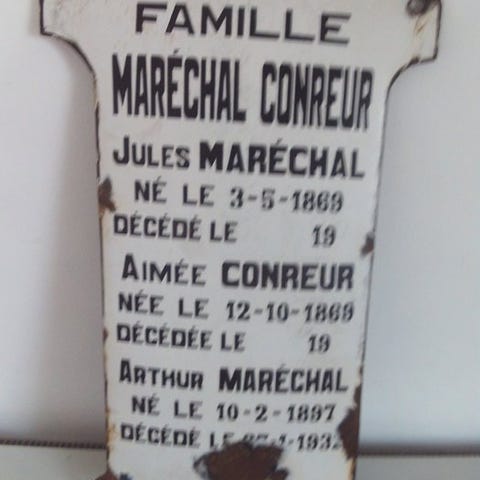 FAMILLE
MARÉCHAL CONREUR
JULES MARÉCHAL
NÉ LE 3-5-1869
DÉCÉDÉ LE 19
AIMÉE CONREUR
NÉE LE 12-10-1869
DÉCÉDÉE LE 19
ARTHUR MARÉCHAL
NÉ LE 10-2-1897
DÉCÉDÉ LE